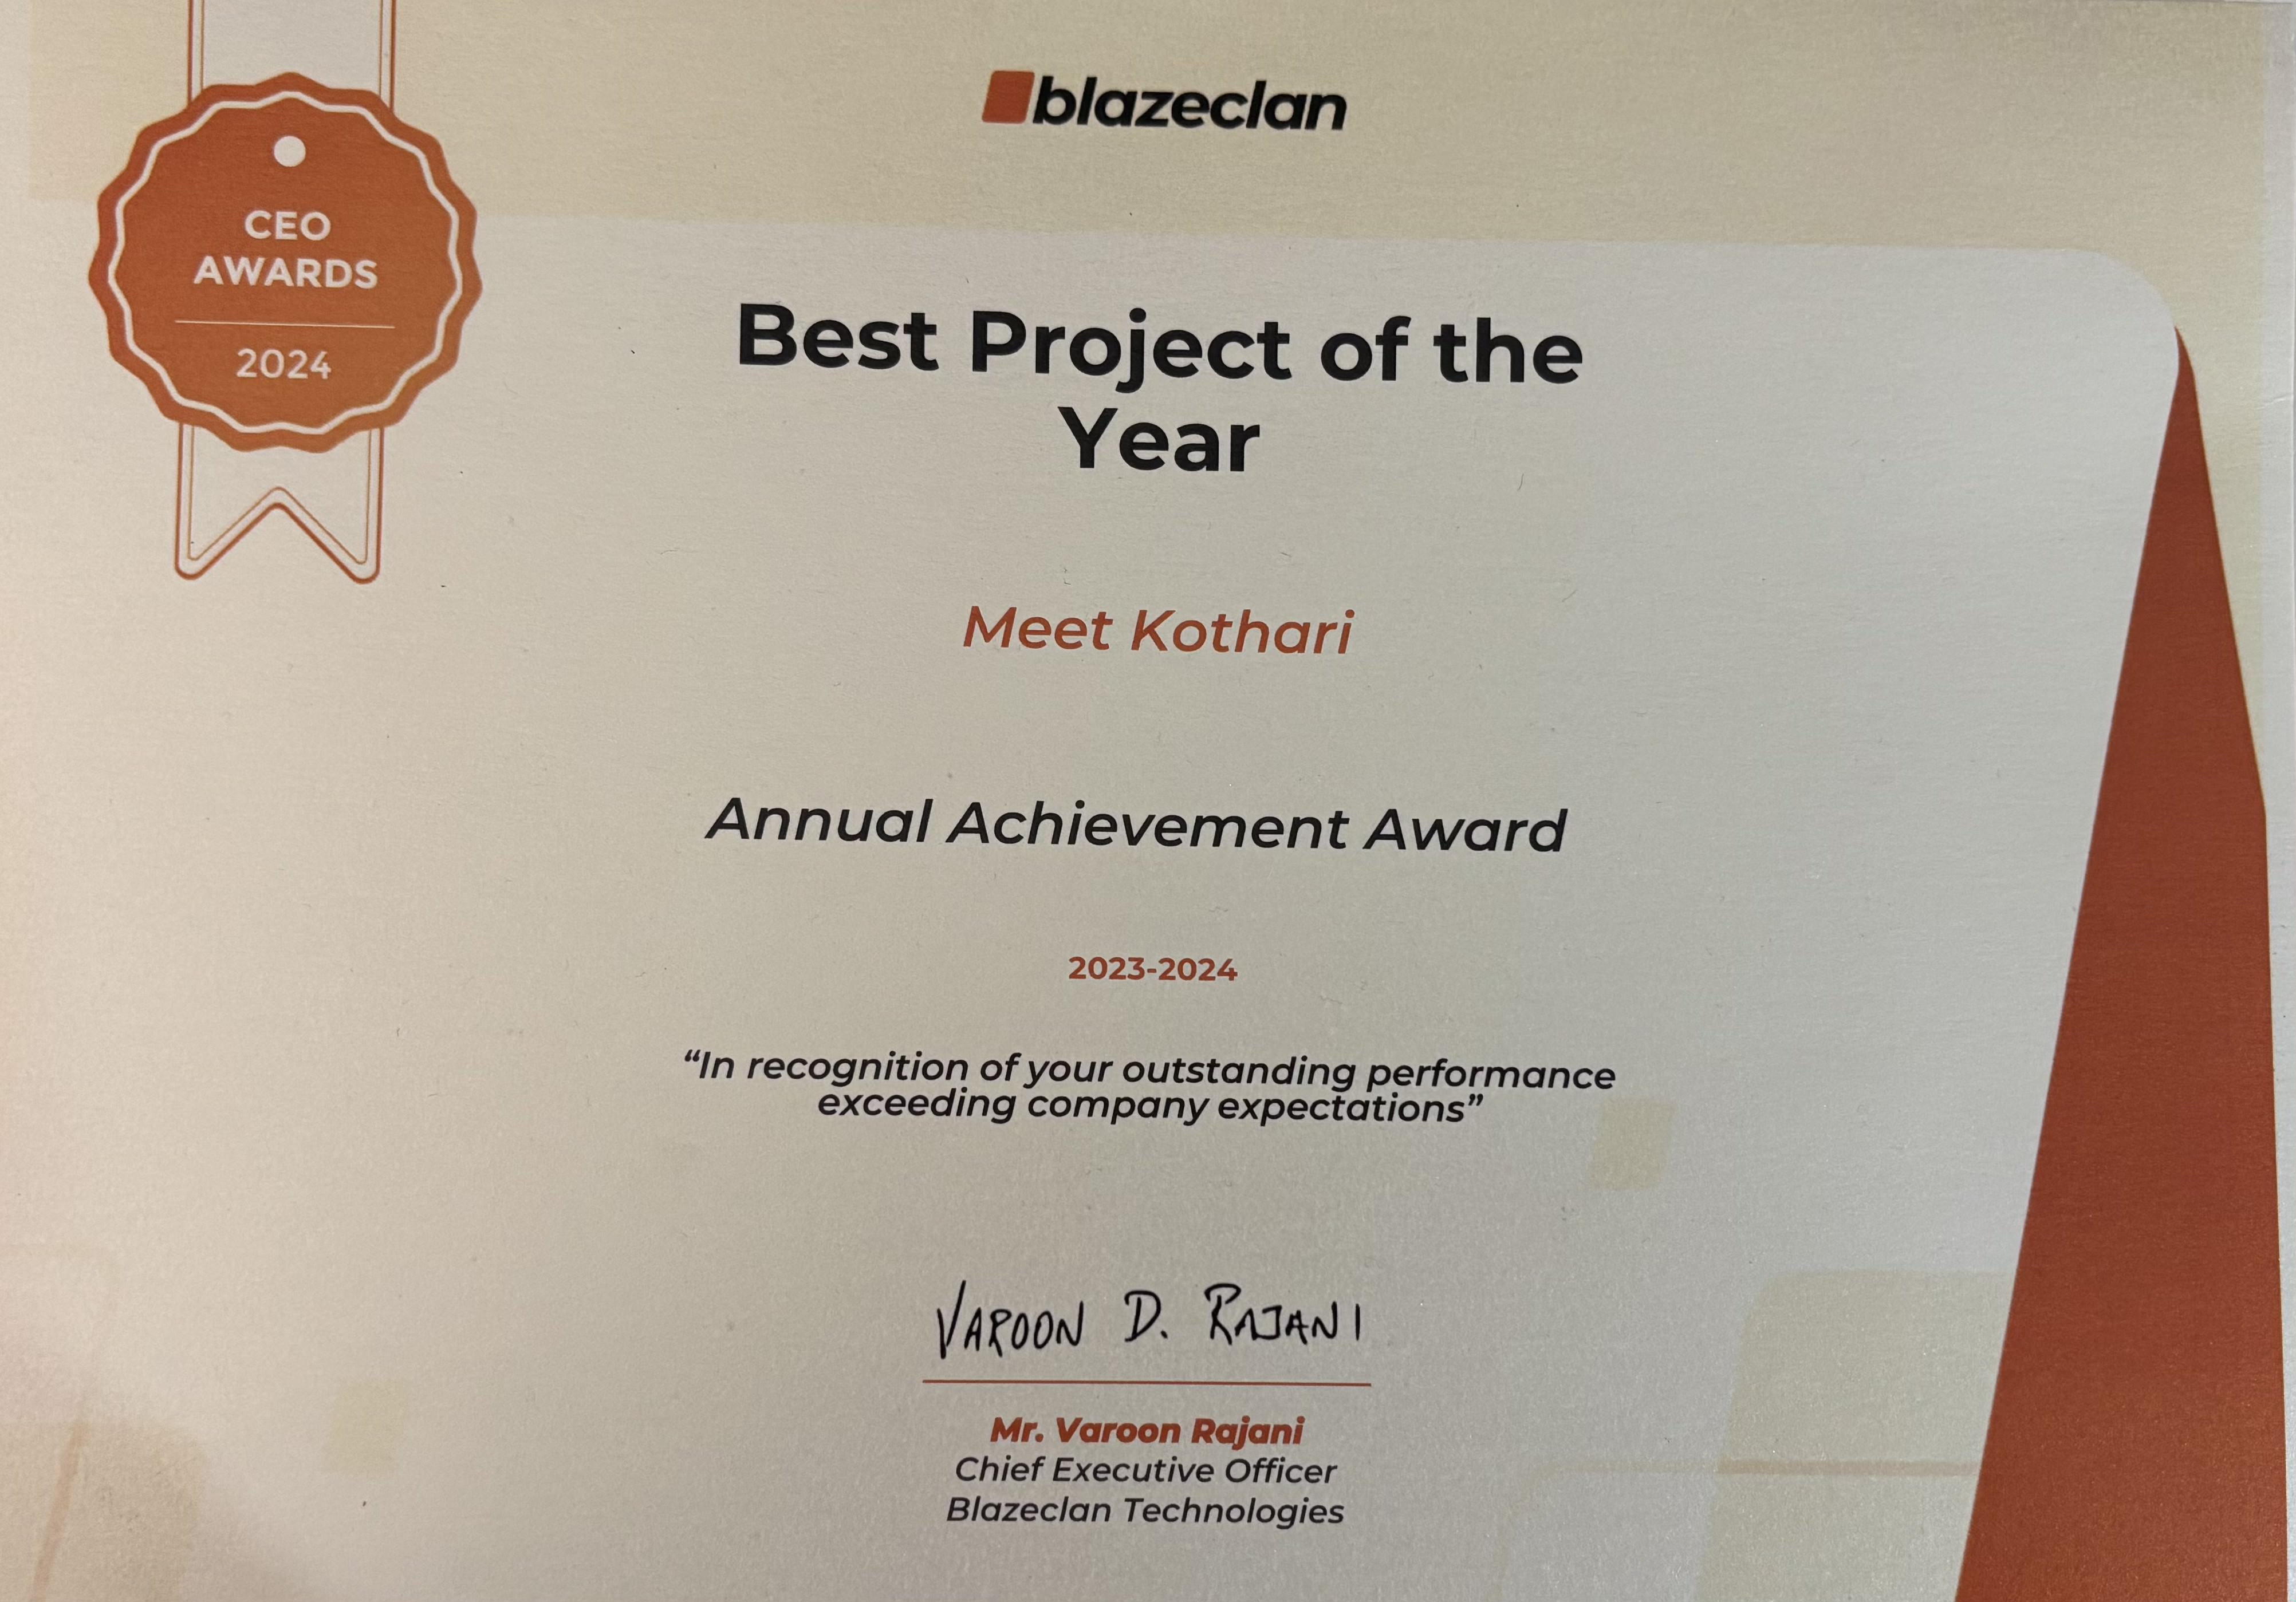 blazeclan
CEO
AWARDS
2024
Best Project of the
Year
Meet Kothari
Annual Achievement Award
2023-2024
“In recognition of your outstanding performance
exceeding company expectations”
VAROON D. RAJANI
Mr. Varoon Rajani
Chief Executive Officer
Blazeclan Technologies